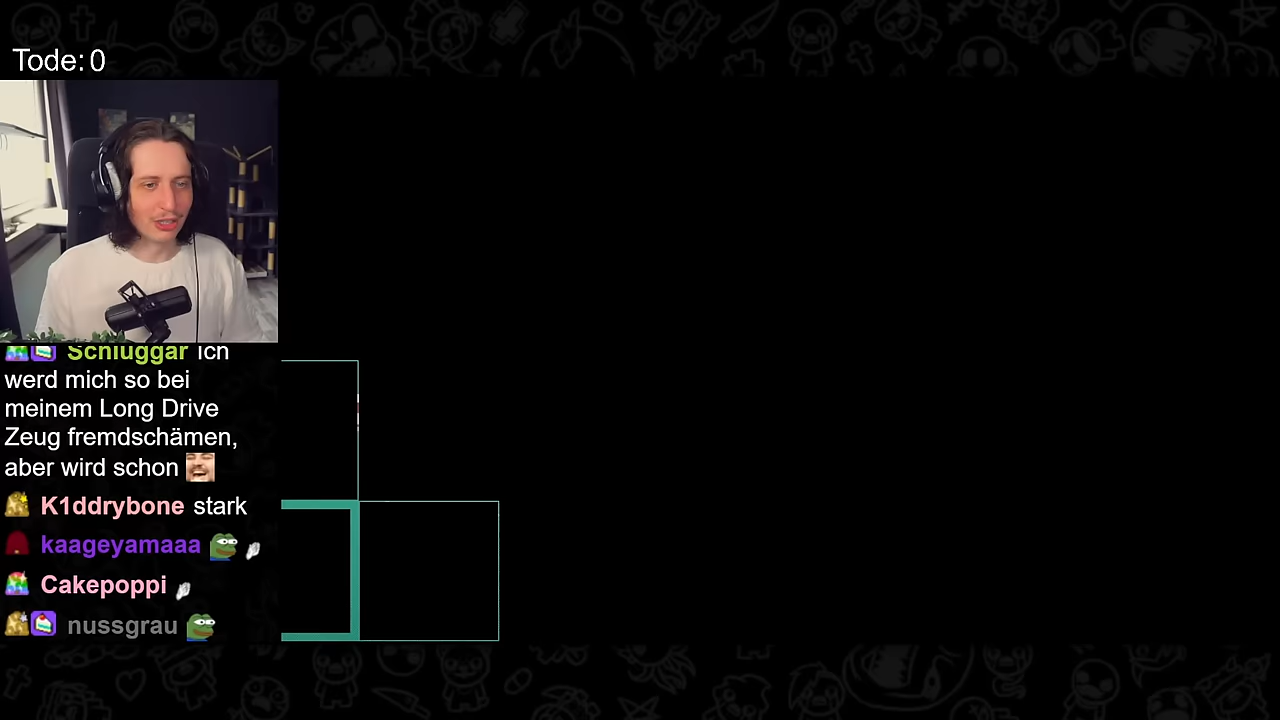 Tode: 0
Schluggar Ich
werd mich so bei
meinem Long Drive
Zeug fremdschämen,
aber wird schon
K1ddrybone stark
kaageyamaaa
Cakepoppi
nussgrau